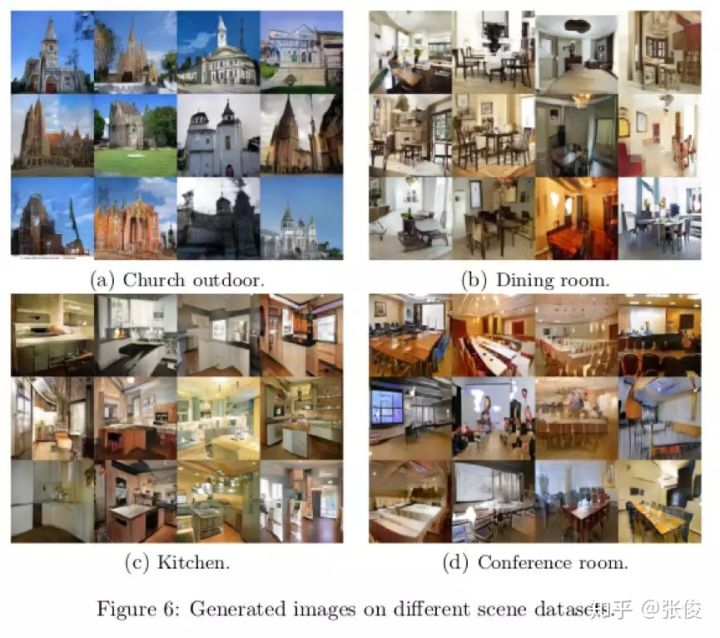 (a) Church outdoor.
(b) Dining room.
(c) Kitchen.
(d) Conference room.
Figure 6: Generated images on different scene datasets.
知乎 @张俊